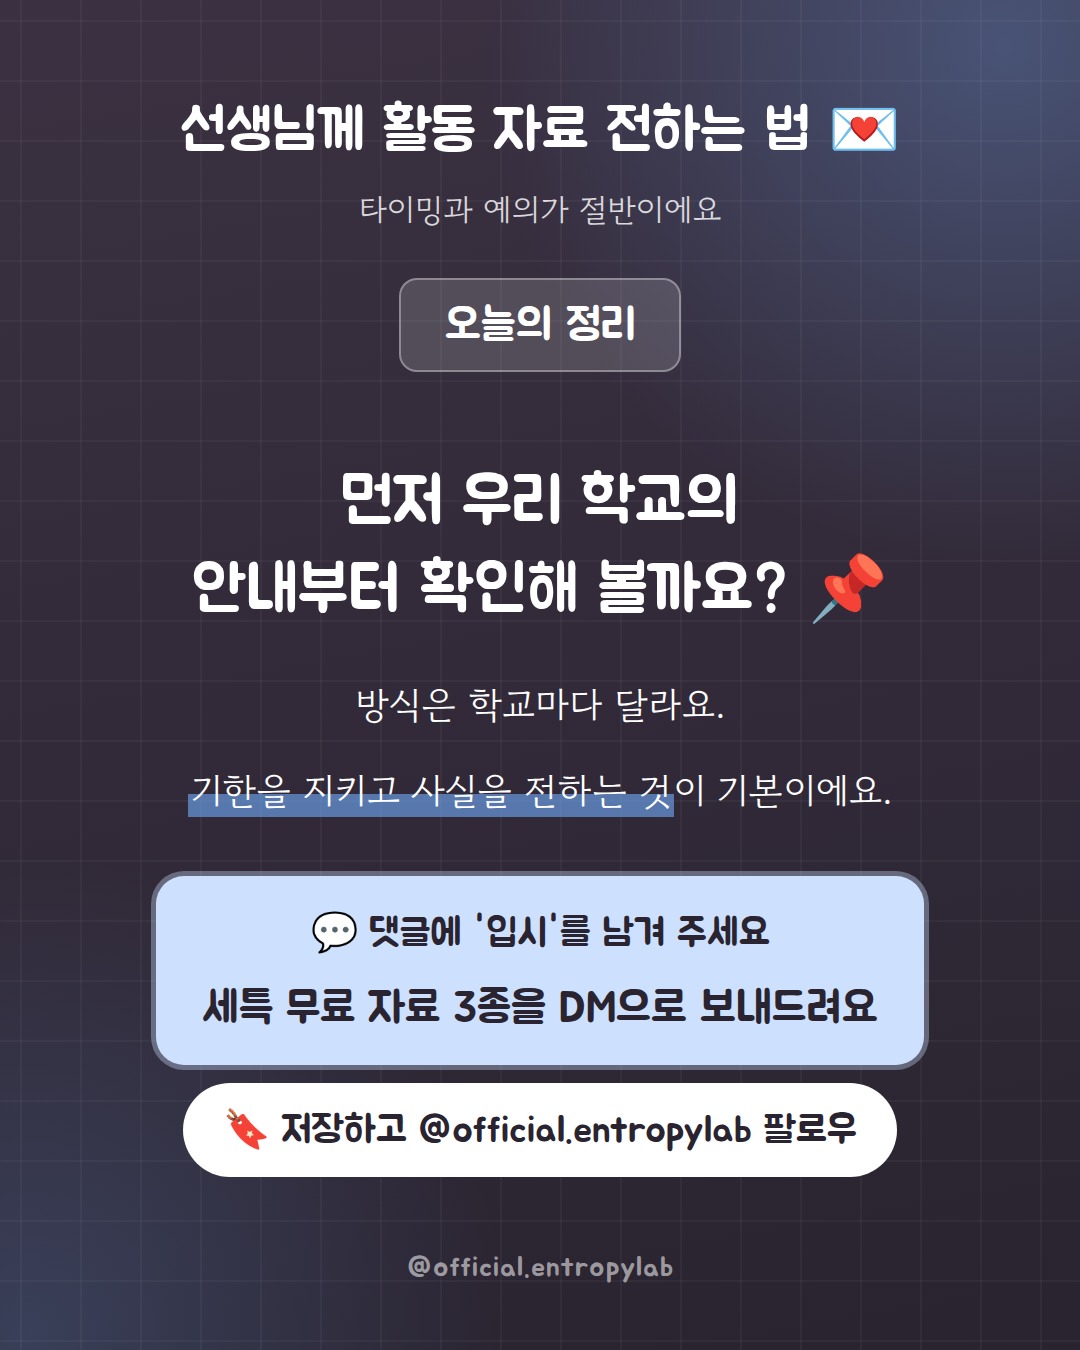 선생님께 활동 자료 전하는 법 💌
타이밍과 예의가 절반이에요
오늘의 정리
먼저 우리 학교의
안내부터 확인해 볼까요? 📌
방식은 학교마다 달라요.
기한을 지키고 사실을 전하는 것이 기본이에요.
💬 댓글에 '입시'를 남겨 주세요
세특 무료 자료 3종을 DM으로 보내드려요
🔖 저장하고 @official.entropylab 팔로우
@official.entropylab